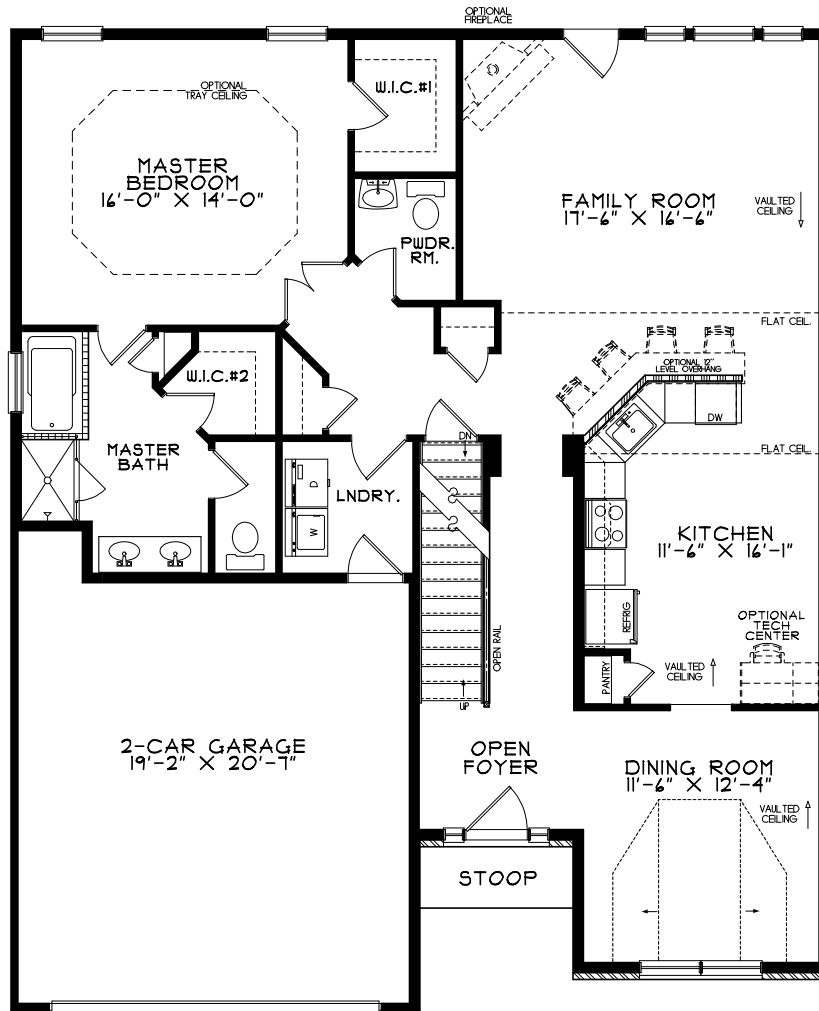 OPTIONAL
FIREPLACE
OPTIONAL
TRAY CEILING
W.I.C.#1
MASTER
BEDROOM
16'-0" X 14'-0"
FAMILY ROOM
17'-6" X 16'-6"
VAULTED
CEILING
PWDR.
RM.
FLAT CEIL.
OPTIONAL 12"
LEVEL OVERHANG
W.I.C.#2
DW
MASTER
BATH
DN
FLAT CEIL.
D
LNDRY.
W
KITCHEN
11'-6" X 16'-1"
REFRIG
OPTIONAL
TECH
CENTER
OPEN RAIL
PANTRY
VAULTED
CEILING
UP
2-CAR GARAGE
19'-2" X 20'-7"
OPEN
FOYER
DINING ROOM
11'-6" X 12'-4"
VAULTED
CEILING
STOOP